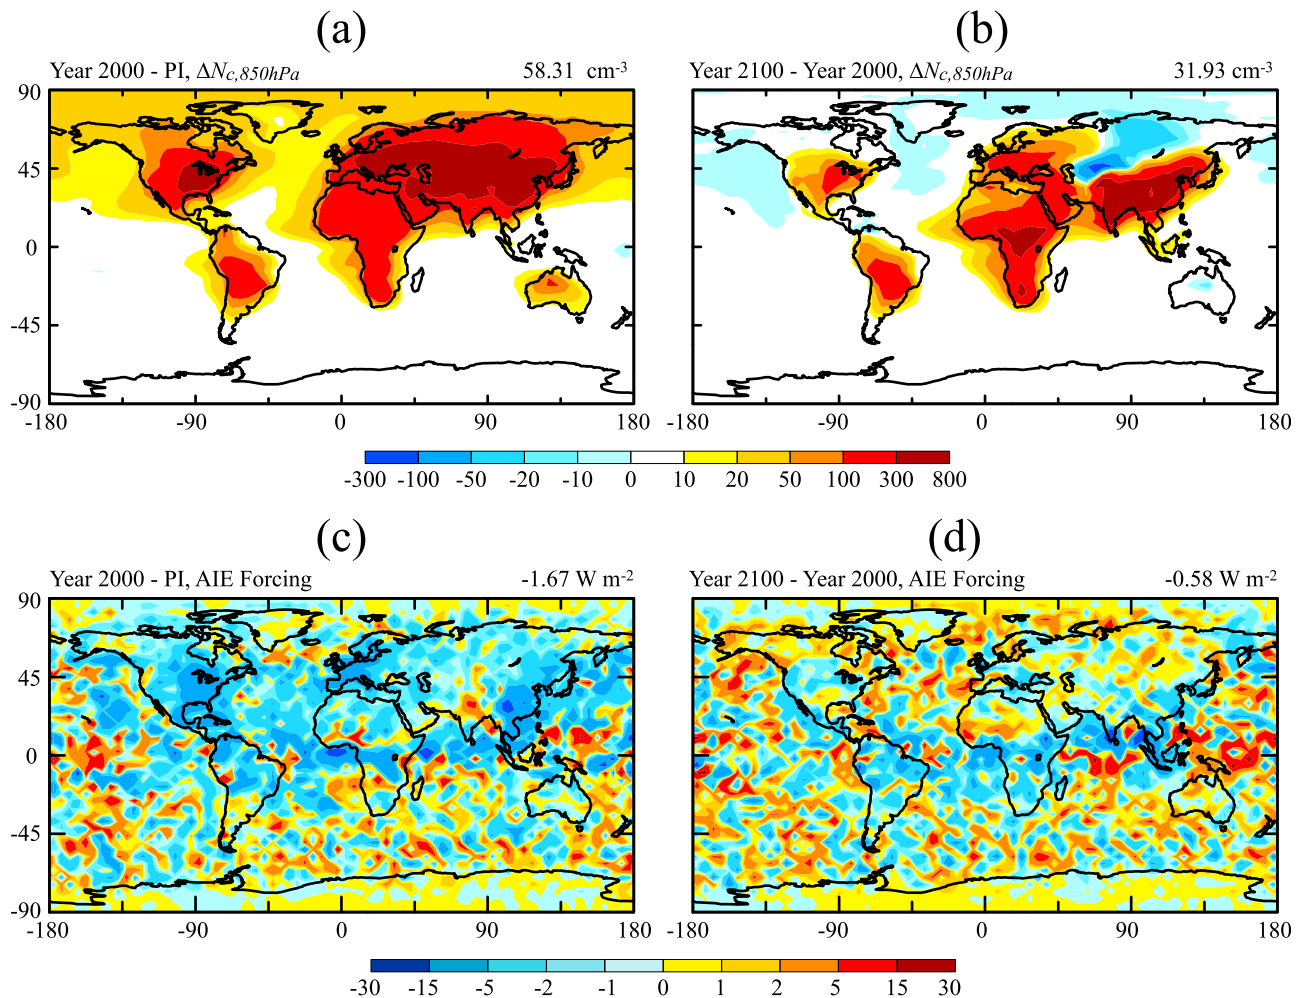 (a)
Year 2000 - PI, ΔNc,850hPa 58.31 cm-3
90
45
0
-45
-90
-180 -90 0 90 180
(b)
Year 2100 - Year 2000, ΔNc,850hPa 31.93 cm-3
-180 -90 0 90 180
-300 -100 -50 -20 -10 0 10 20 50 100 300 800
(c)
Year 2000 - PI, AIE Forcing -1.67 W m-2
90
45
0
-45
-90
-180 -90 0 90 180
(d)
Year 2100 - Year 2000, AIE Forcing -0.58 W m-2
-180 -90 0 90 180
-30 -15 -5 -2 -1 0 1 2 5 15 30